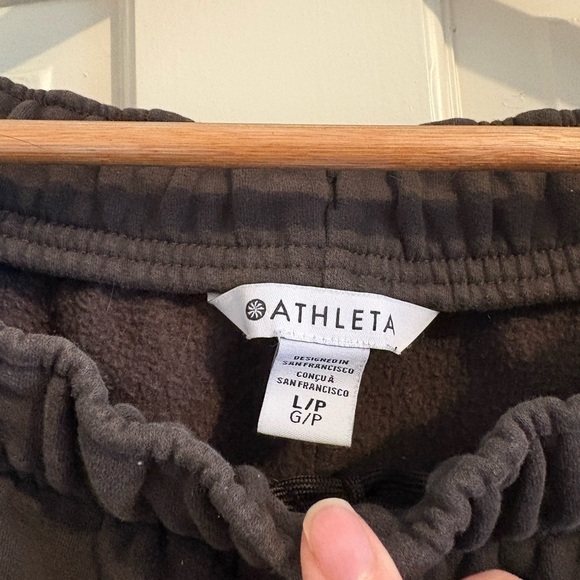 ATHLETA
DESIGNED IN
SAN FRANCISCO
CONÇU À
SAN FRANCISCO
L/P
G/P